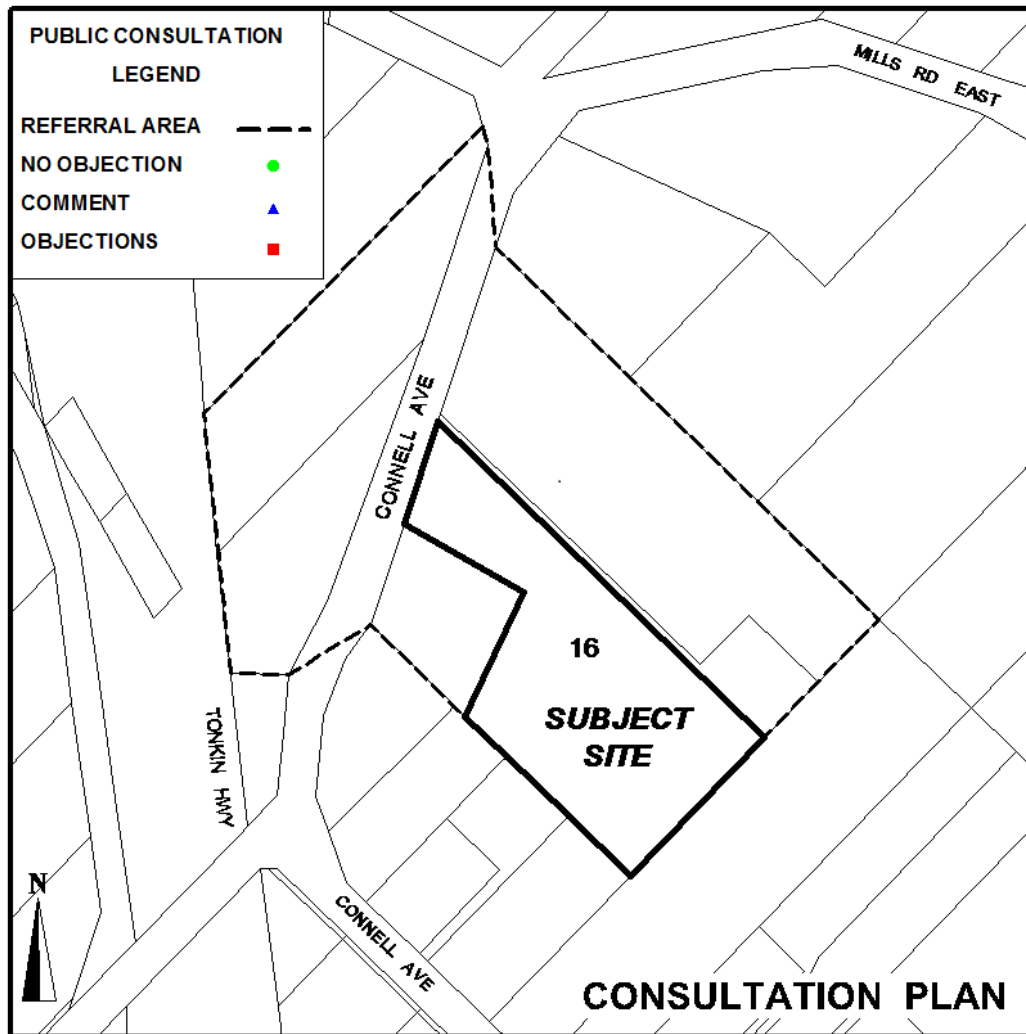 PUBLIC CONSULTATION
LEGEND
REFERRAL AREA
NO OBJECTION
COMMENT
OBJECTIONS
MILLS RD EAST
CONNELL AVE
16
SUBJECT
SITE
TONKIN HWY
N
CONNELL AVE
CONSULTATION PLAN